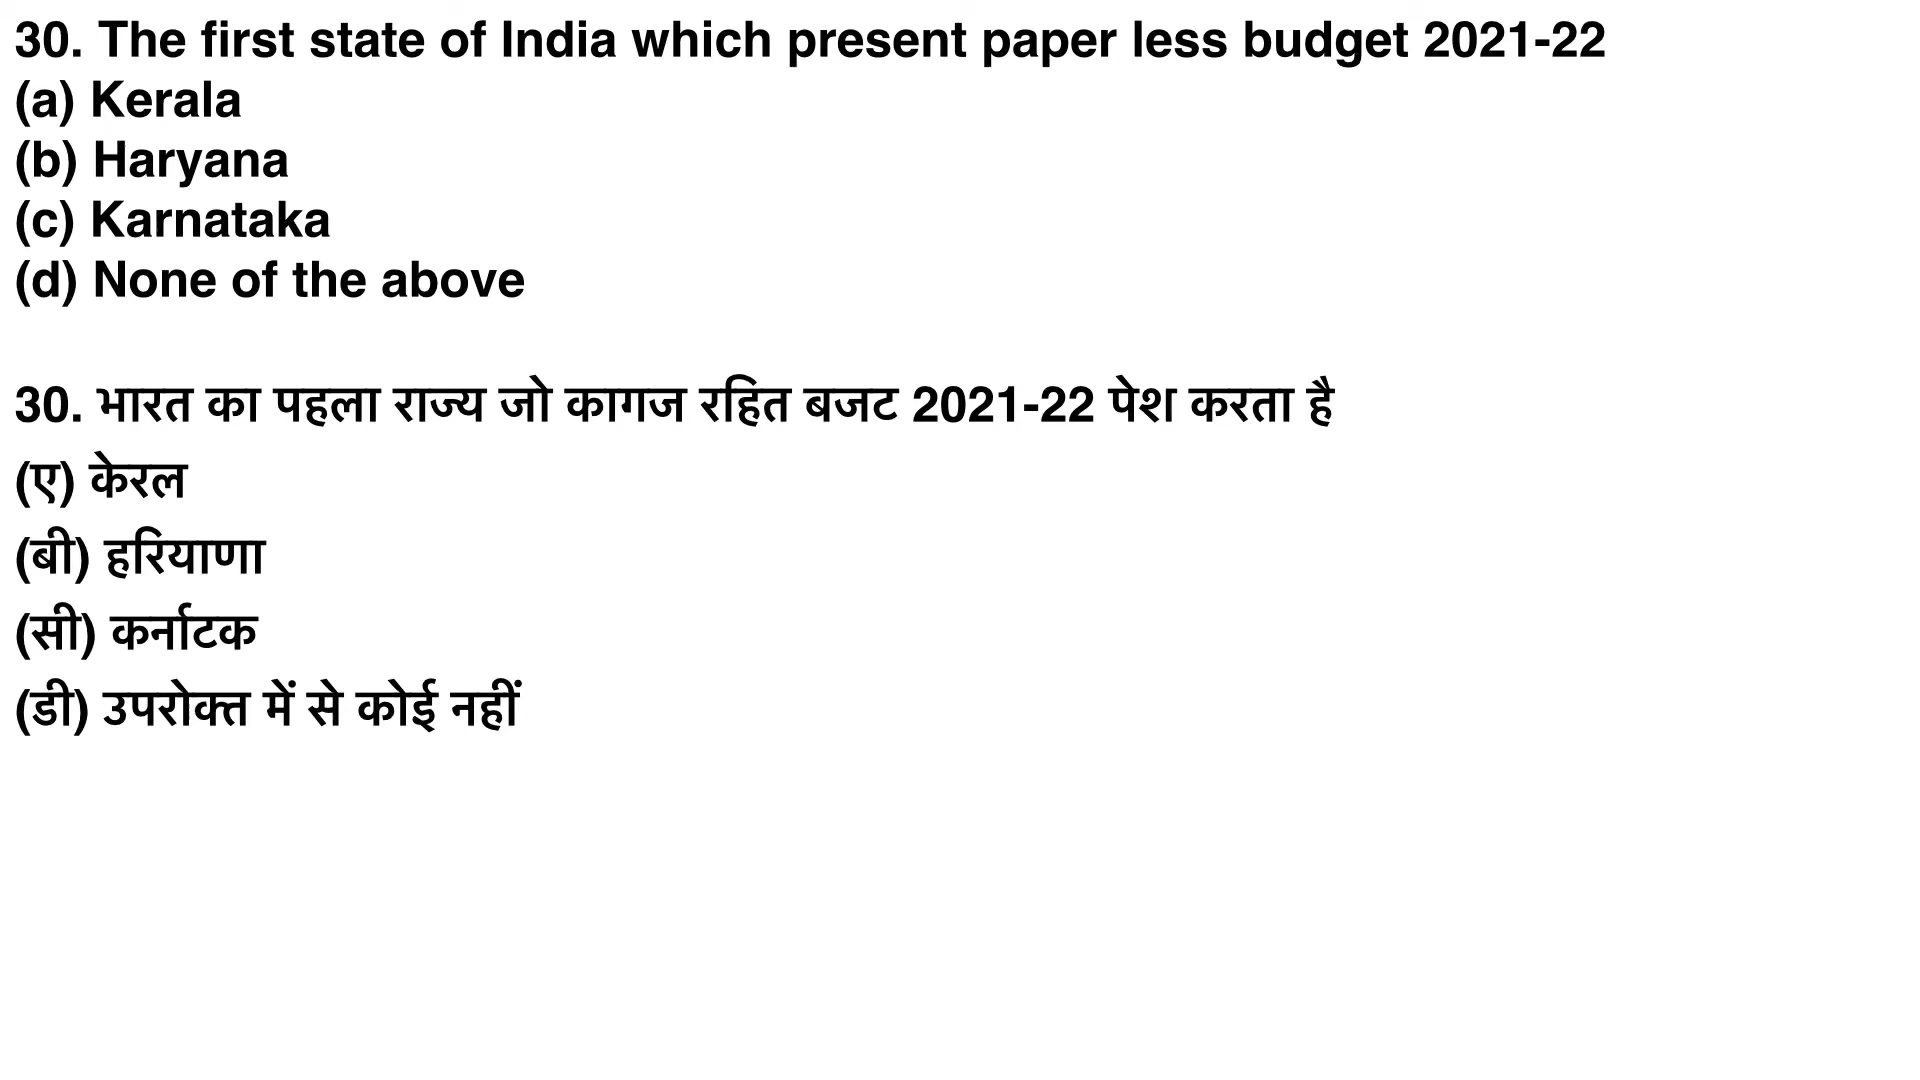 30. The first state of India which present paper less budget 2021-22
(a) Kerala
(b) Haryana
(c) Karnataka
(d) None of the above
30. भारत का पहला राज्य जो कागज रहित बजट 2021-22 पेश करता है
(ए) केरल
(बी) हरियाणा
(सी) कर्नाटक
(डी) उपरोक्त में से कोई नहीं